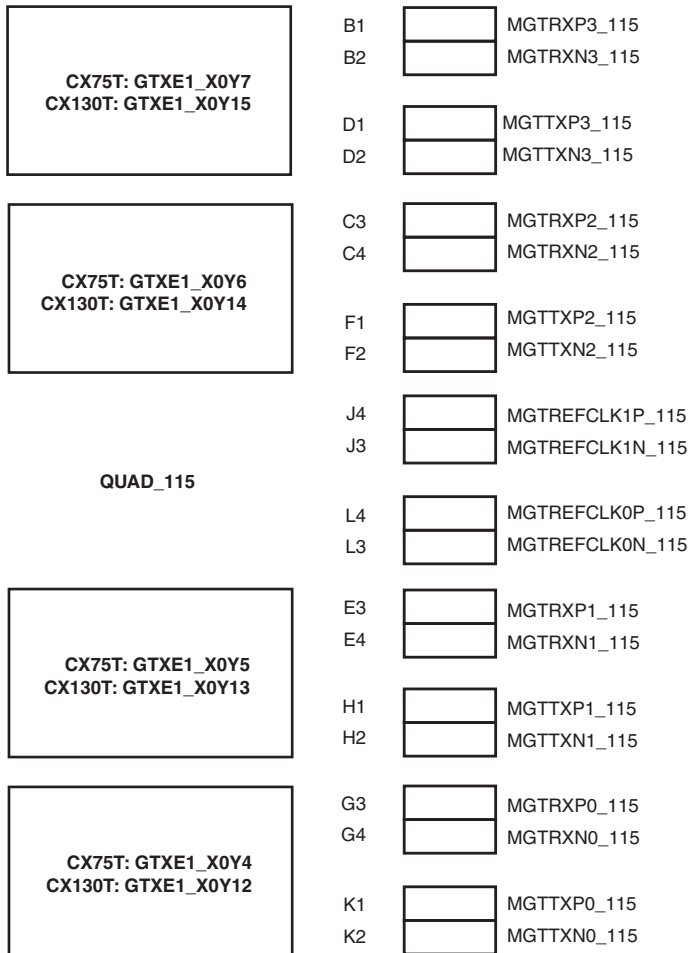 B1 MGTRXP3_115
B2 MGTRXN3_115
CX75T: GTXE1_X0Y7
CX130T: GTXE1_X0Y15
D1 MGTTXP3_115
D2 MGTTXN3_115
C3 MGTRXP2_115
C4 MGTRXN2_115
CX75T: GTXE1_X0Y6
CX130T: GTXE1_X0Y14
F1 MGTTXP2_115
F2 MGTTXN2_115
J4 MGTREFCLK1P_115
J3 MGTREFCLK1N_115
QUAD_115
L4 MGTREFCLK0P_115
L3 MGTREFCLK0N_115
E3 MGTRXP1_115
E4 MGTRXN1_115
CX75T: GTXE1_X0Y5
CX130T: GTXE1_X0Y13
H1 MGTTXP1_115
H2 MGTTXN1_115
G3 MGTRXP0_115
G4 MGTRXN0_115
CX75T: GTXE1_X0Y4
CX130T: GTXE1_X0Y12
K1 MGTTXP0_115
K2 MGTTXN0_115